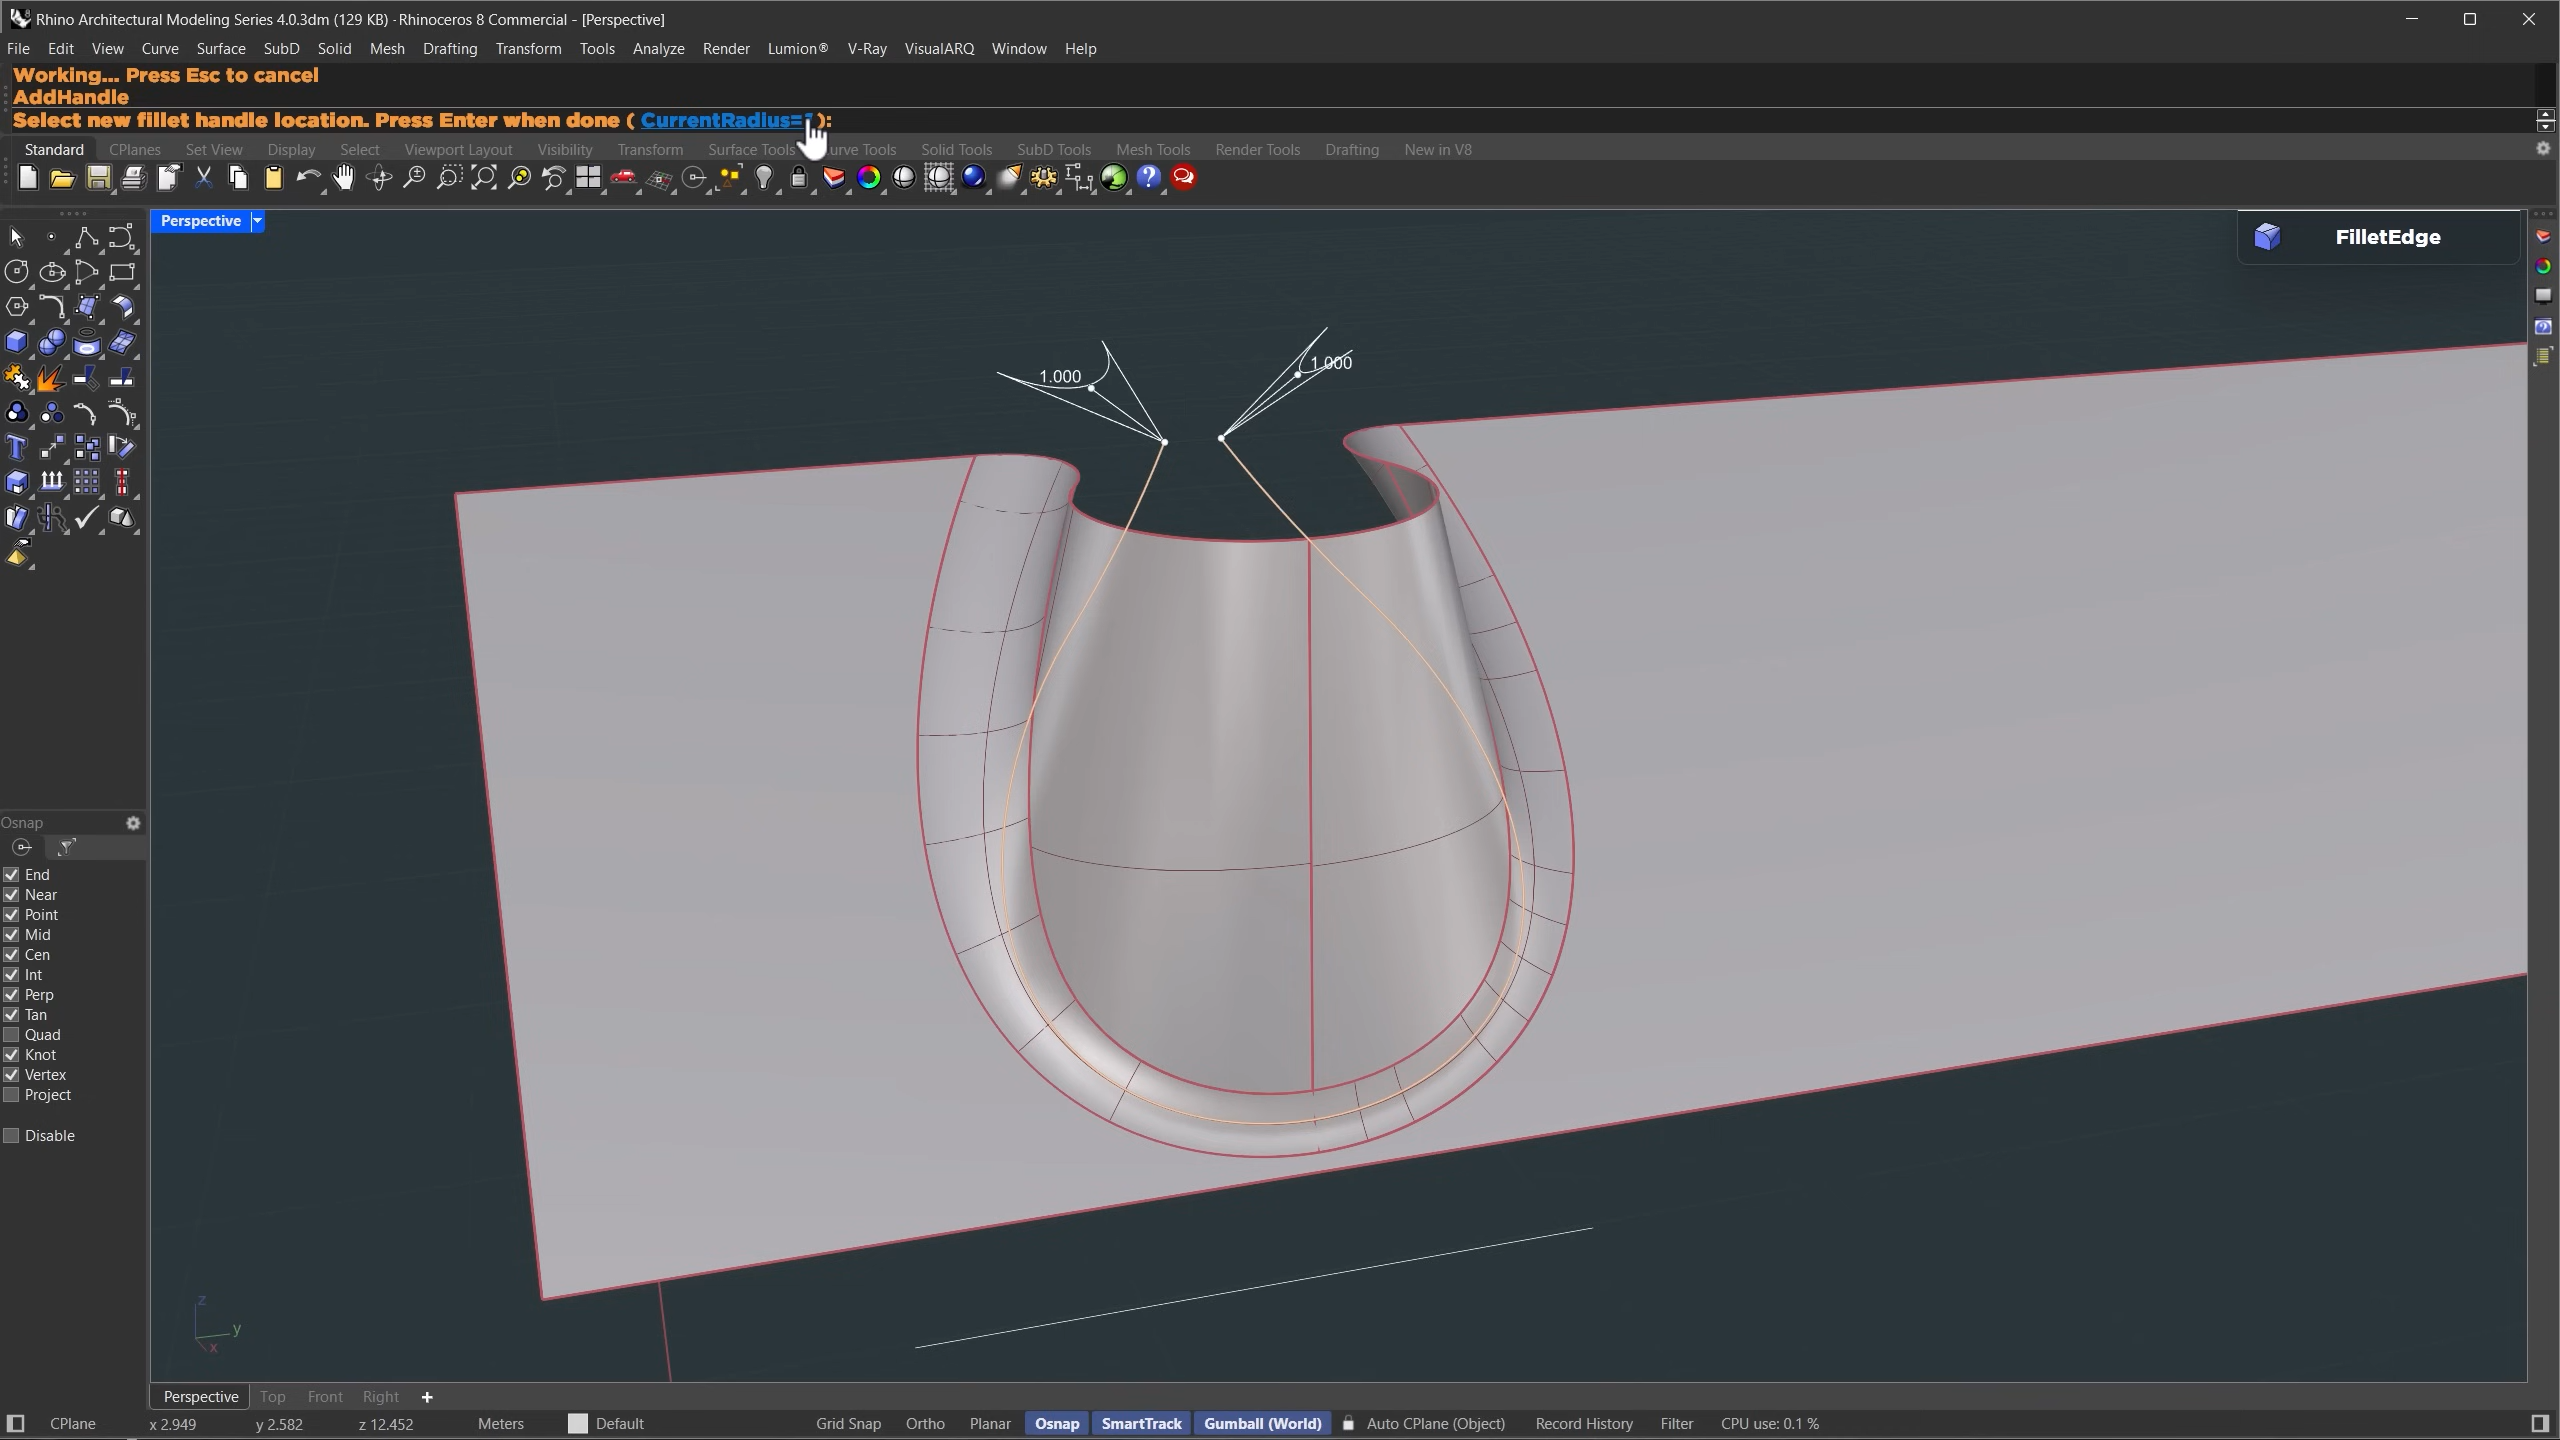 Rhino Architectural Modeling Series 4.0.3dm (129 KB) - Rhinoceros 8 Commercial - [Perspective]
File Edit View Curve Surface SubD Solid Mesh Drafting Transform Tools Analyze Render Lumion® V-Ray VisualARQ Window Help
Working... Press Esc to cancel
AddHandle
Select new fillet handle location. Press Enter when done ( CurrentRadius=1):
Standard CPlanes Set View Display Select Viewport Layout Visibility Transform Surface Tools Curve Tools Solid Tools SubD Tools Mesh Tools Render Tools Drafting New in V8
Perspective
FilletEdge
1.000
1.000
Osnap
End
Near
Point
Mid
Cen
Int
Perp
Tan
Quad
Knot
Vertex
Project
Disable
z
y
x
Perspective Top Front Right +
CPlane x 2.949 y 2.582 z 12.452 Meters Default Grid Snap Ortho Planar Osnap SmartTrack Gumball (World) Auto CPlane (Object) Record History Filter CPU use: 0.1 %